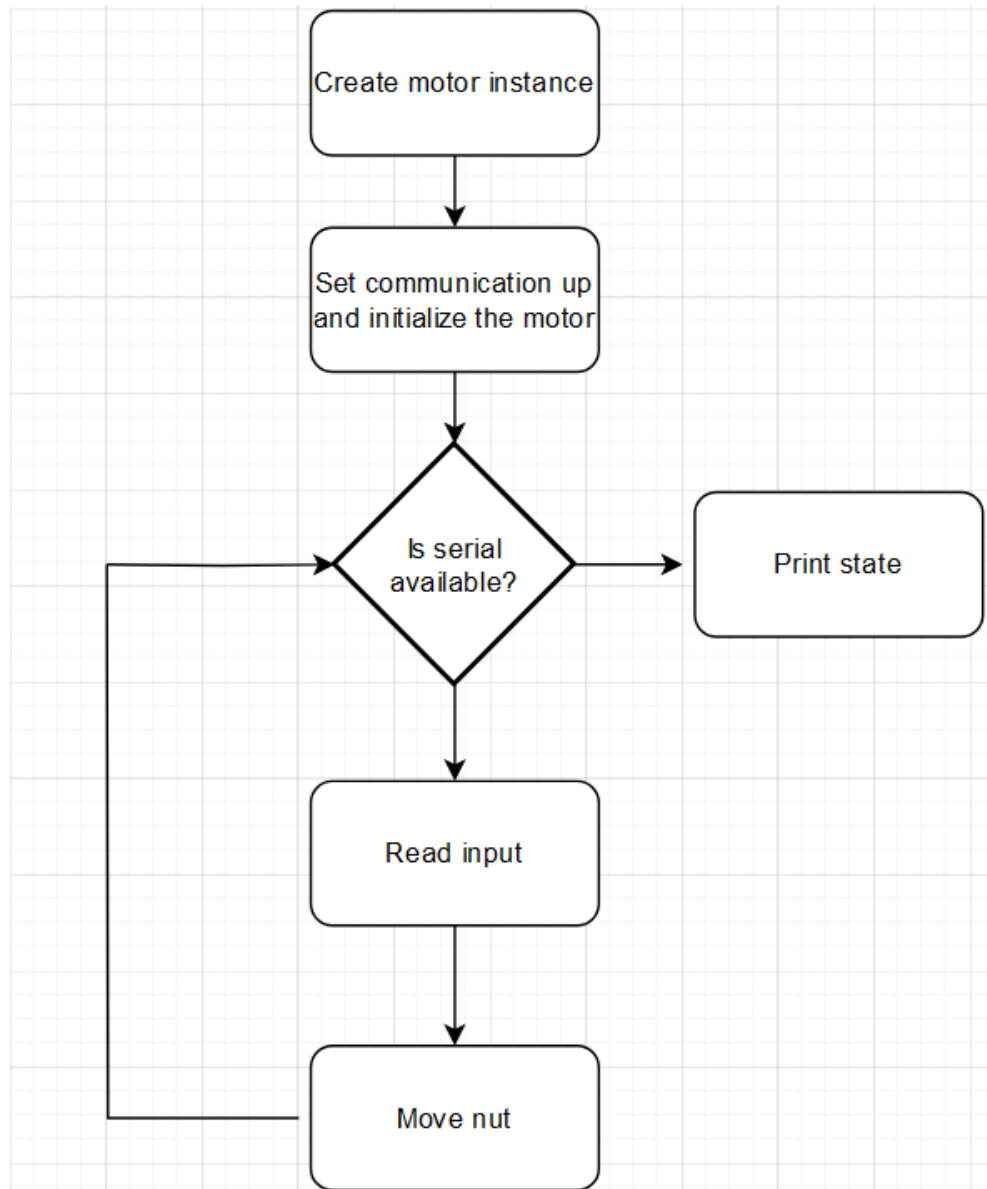 Create motor instance
Set communication up
and initialize the motor
Is serial
available?
Print state
Read input
Move nut